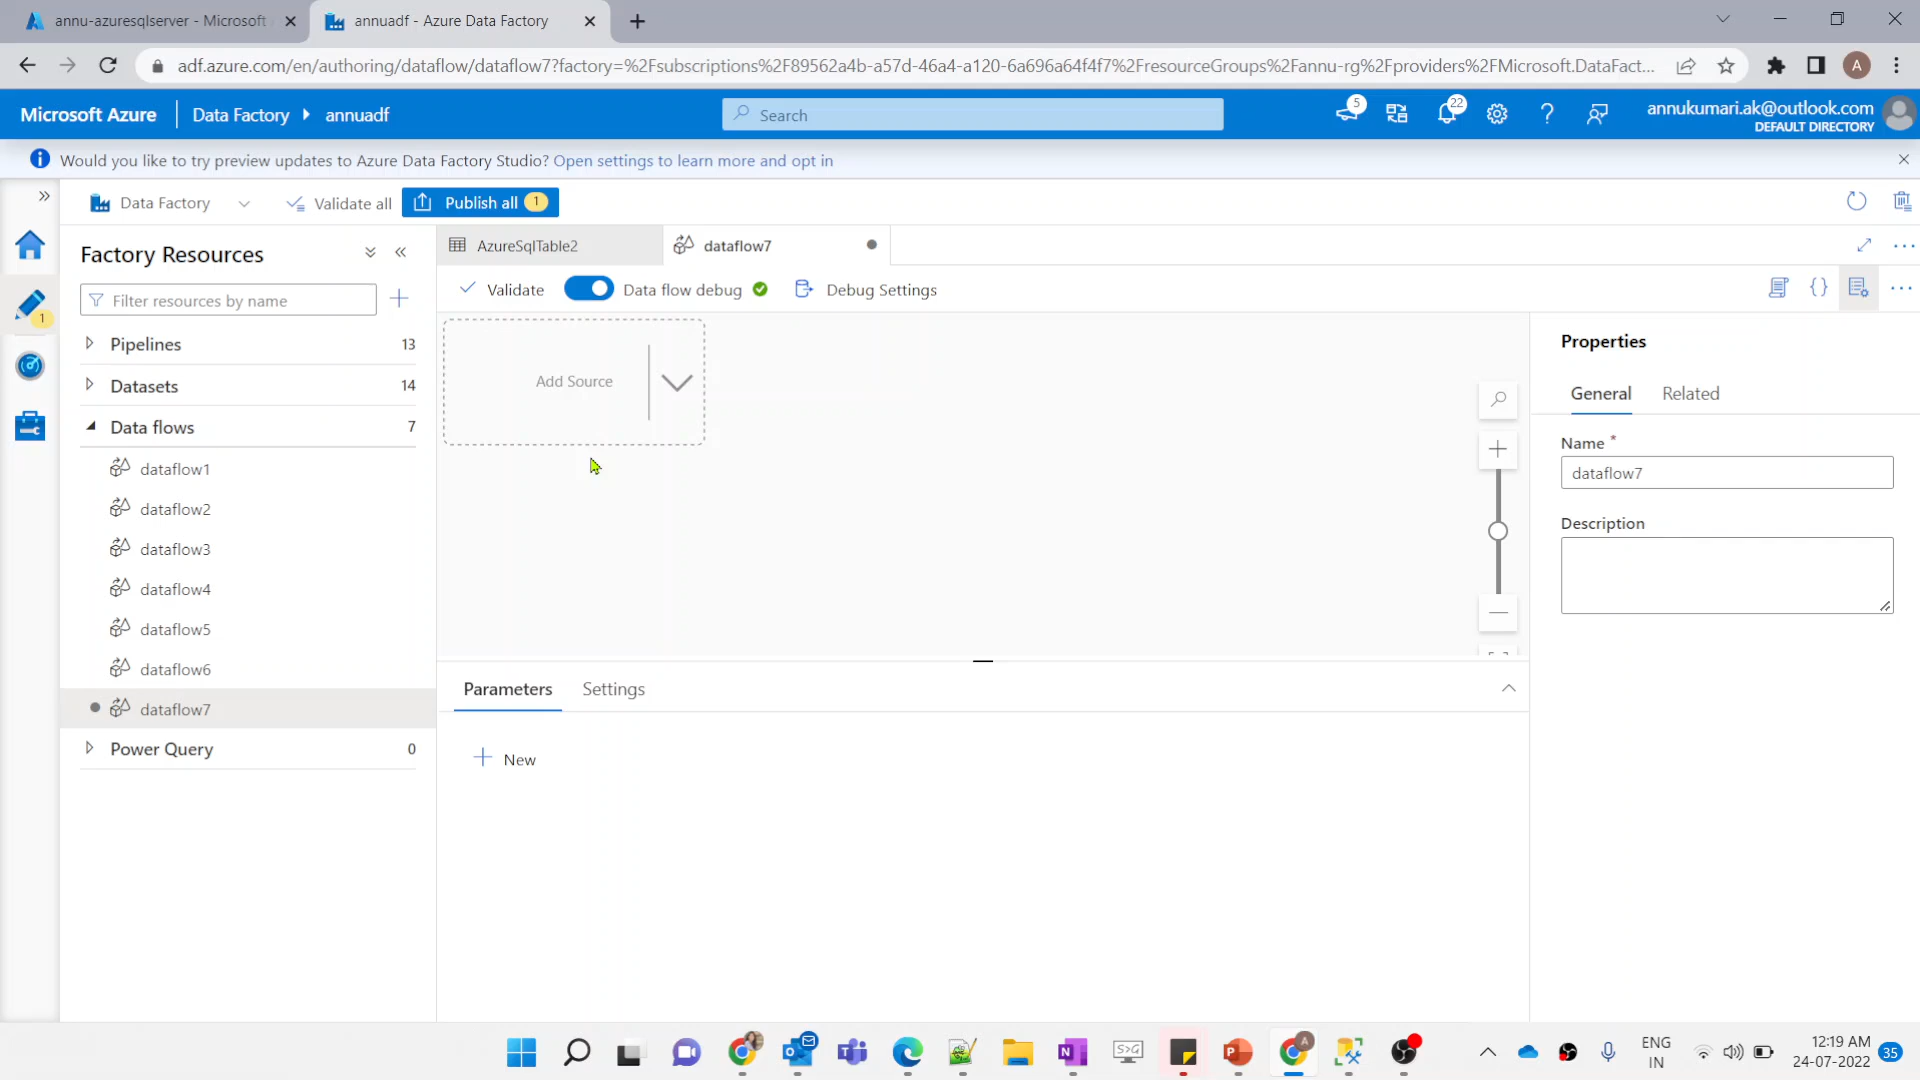 annu-azuresqlserver - Microsoft
annuadf - Azure Data Factory
adf.azure.com/en/authoring/dataflow/dataflow7?factory=%2Fsubscriptions%2F89562a4b-a57d-46a4-a120-6a696a64f4f7%2FresourceGroups%2Fannu-rg%2Fproviders%2FMicrosoft.DataFact...
A
Microsoft Azure
Data Factory
annuadf
Search
5
22
annukumari.ak@outlook.com
DEFAULT DIRECTORY
Would you like to try preview updates to Azure Data Factory Studio? Open settings to learn more and opt in
Data Factory
Validate all
Publish all
1
Factory Resources
Filter resources by name
1
Pipelines 13
Datasets 14
Data flows 7
dataflow1
dataflow2
dataflow3
dataflow4
dataflow5
dataflow6
dataflow7
Power Query 0
AzureSqlTable2
dataflow7
Validate
Data flow debug
Debug Settings
Add Source
Parameters
Settings
New
Properties
General
Related
Name *
dataflow7
Description
ENG
IN
12:19 AM
24-07-2022
35